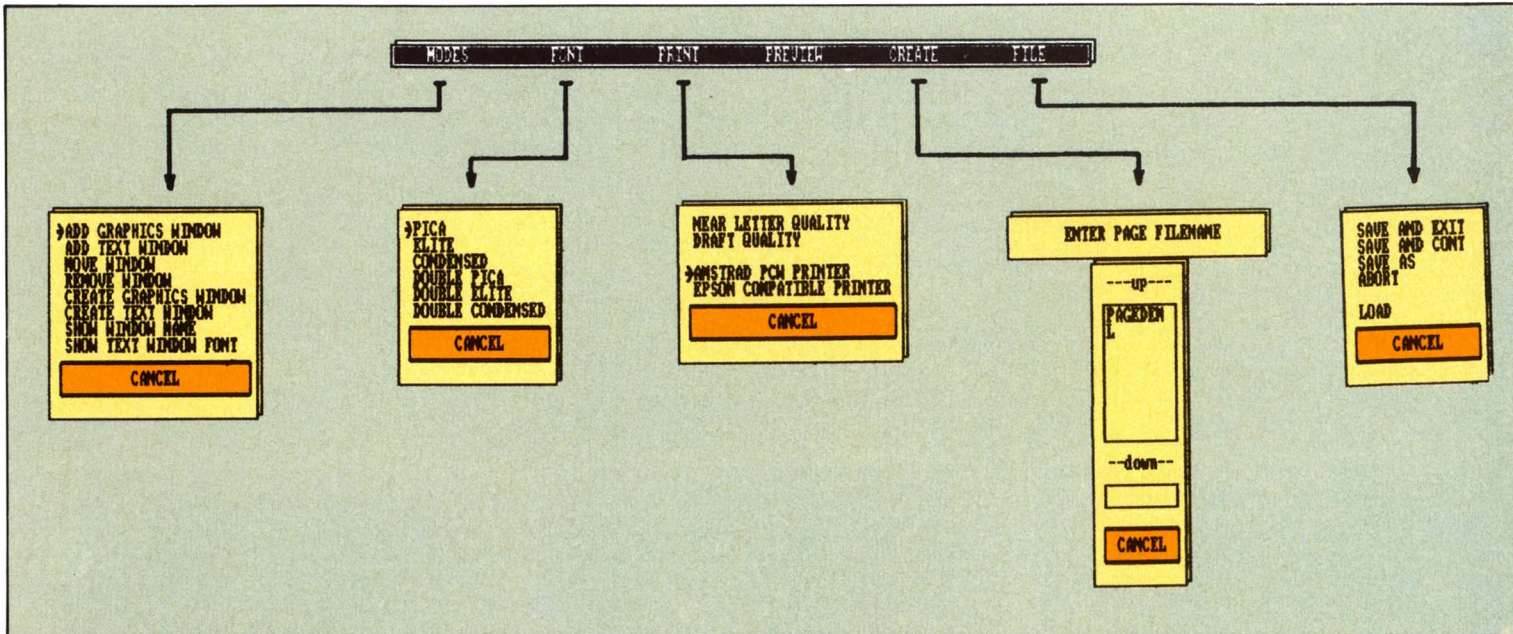 MODES FONT PRINT PREVIEW CREATE FILE
➔ADD GRAPHICS WINDOW
ADD TEXT WINDOW
MOVE WINDOW
REMOVE WINDOW
CREATE GRAPHICS WINDOW
CREATE TEXT WINDOW
SHOW WINDOW NAME
SHOW TEXT WINDOW FONT
CANCEL
➔PICA
ELITE
CONDENSED
DOUBLE PICA
DOUBLE ELITE
DOUBLE CONDENSED
CANCEL
NEAR LETTER QUALITY
DRAFT QUALITY
➔AMSTRAD PCW PRINTER
EPSON COMPATIBLE PRINTER
CANCEL
ENTER PAGE FILENAME
---up---
PAGEDEM
L
--down--
CANCEL
SAVE AND EXIT
SAVE AND CONT
SAVE AS
ABORT
LOAD
CANCEL